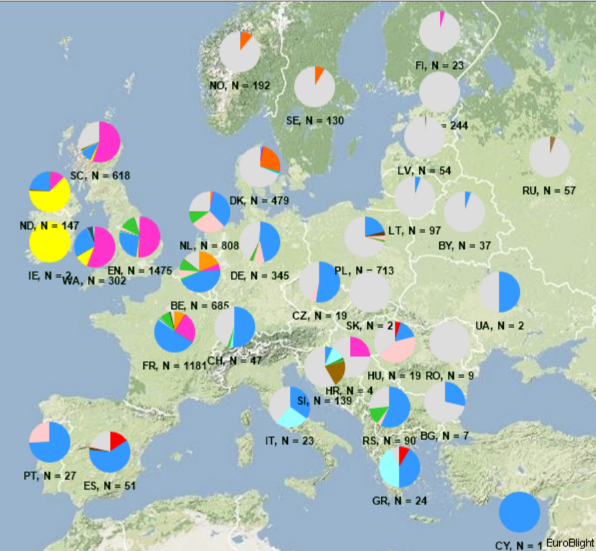 FI, N = 23
NO, N = 192
SE, N = 130
= 244
SC, N = 618
LV, N = 54
RU, N = 57
DK, N = 479
ND, N = 147
LT, N = 97
BY, N = 37
NL, N = 808
IE, N = 2
WA, N = 302
EN, N = 1475
DE, N = 345
PL, N = 713
BE, N = 685
CZ, N = 19
SK, N = 2
UA, N = 2
FR, N = 1181
CH, N = 47
HU, N = 19
RO, N = 9
HR, N = 4
SI, N = 139
IT, N = 23
RS, N = 90
BG, N = 7
PT, N = 27
ES, N = 51
GR, N = 24
CY, N = 1
EuroBlight